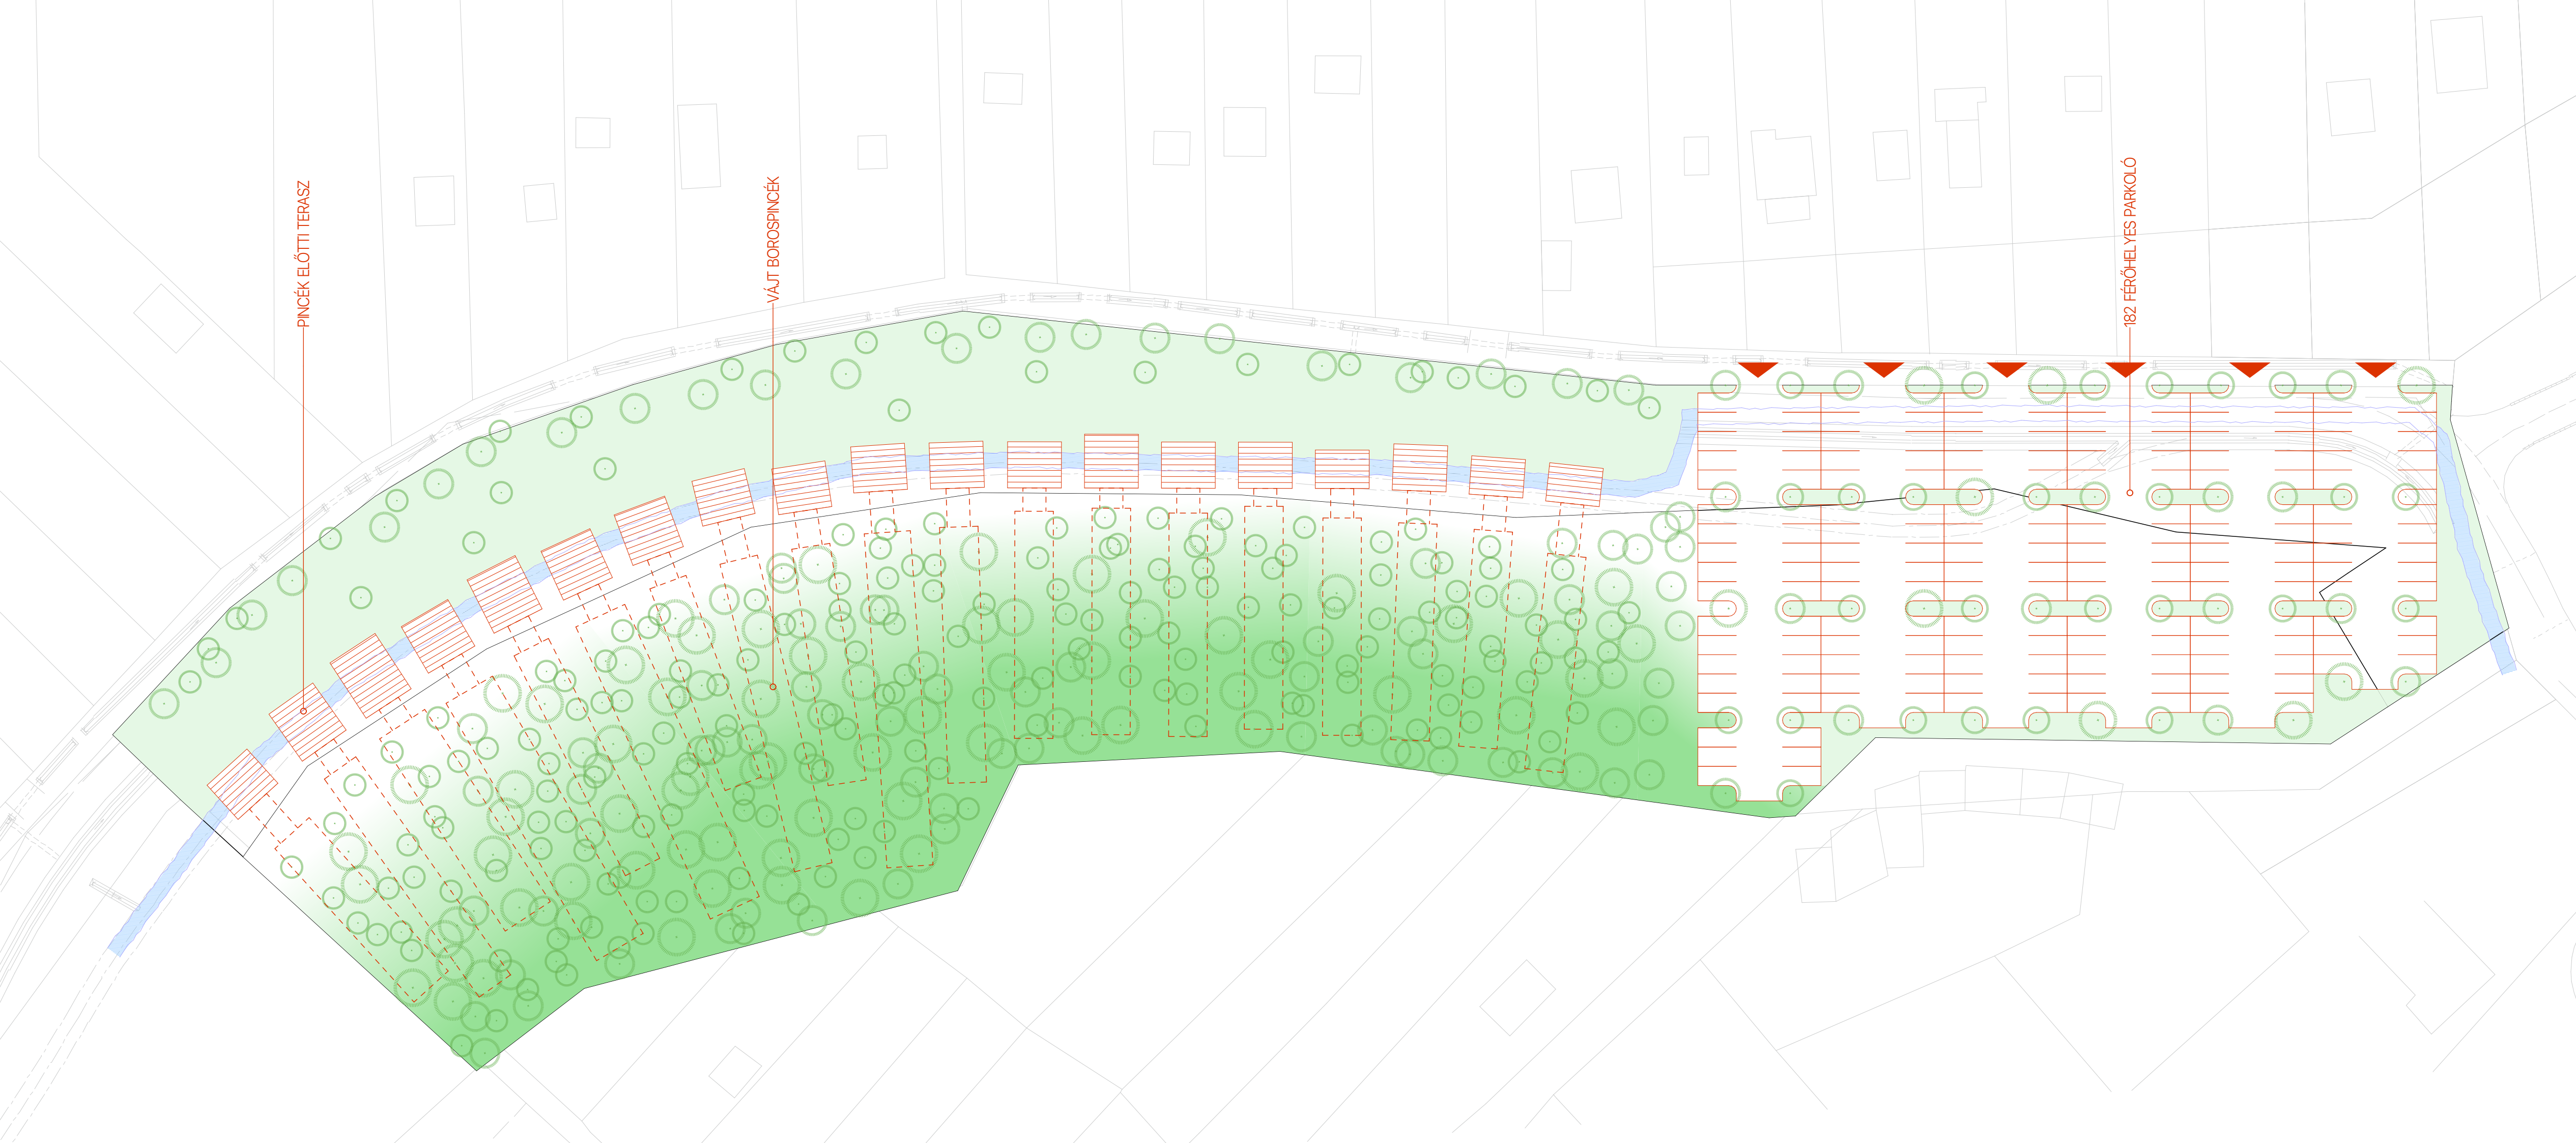 PINCÉK ELŐTTI TERASZ
VÁJT BOROSPINCÉK
182 FÉRŐHELYES PARKOLÓ